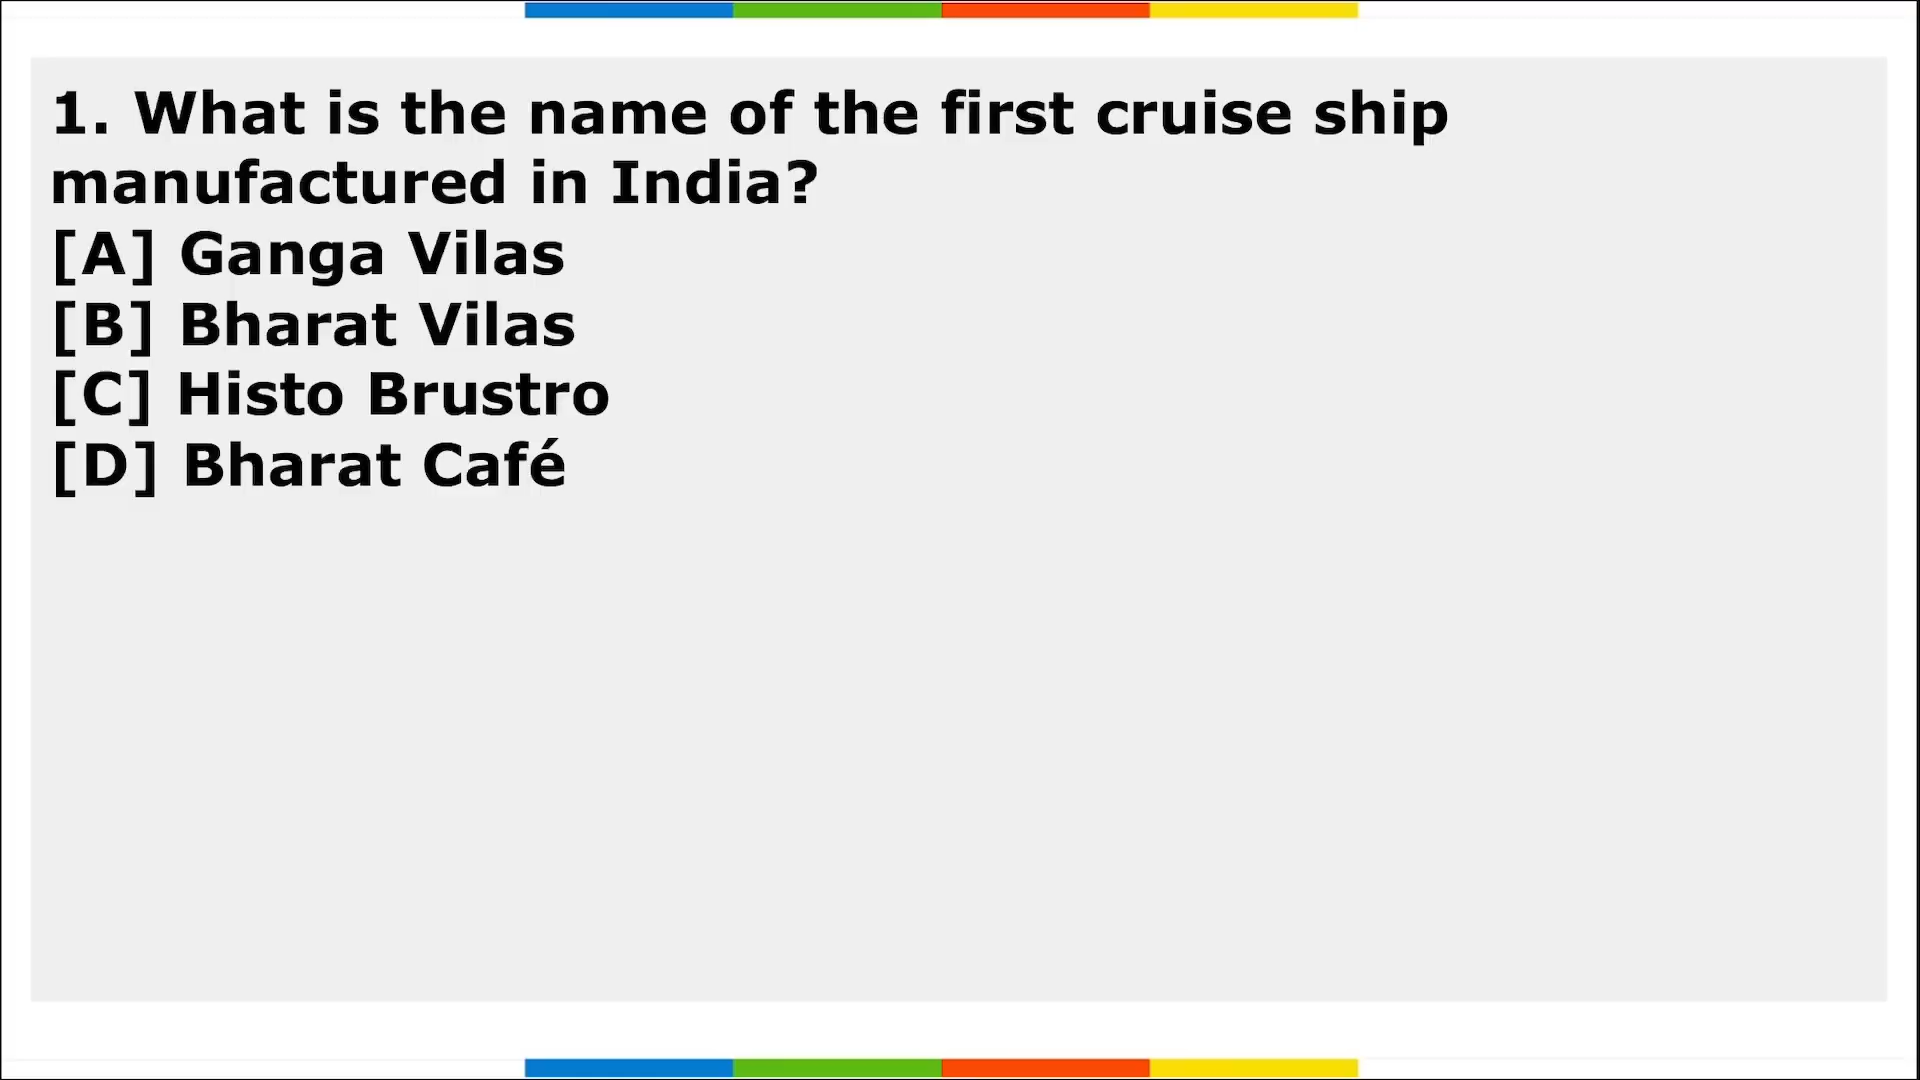 1. What is the name of the first cruise ship
manufactured in India?
[A] Ganga Vilas
[B] Bharat Vilas
[C] Histo Brustro
[D] Bharat Café